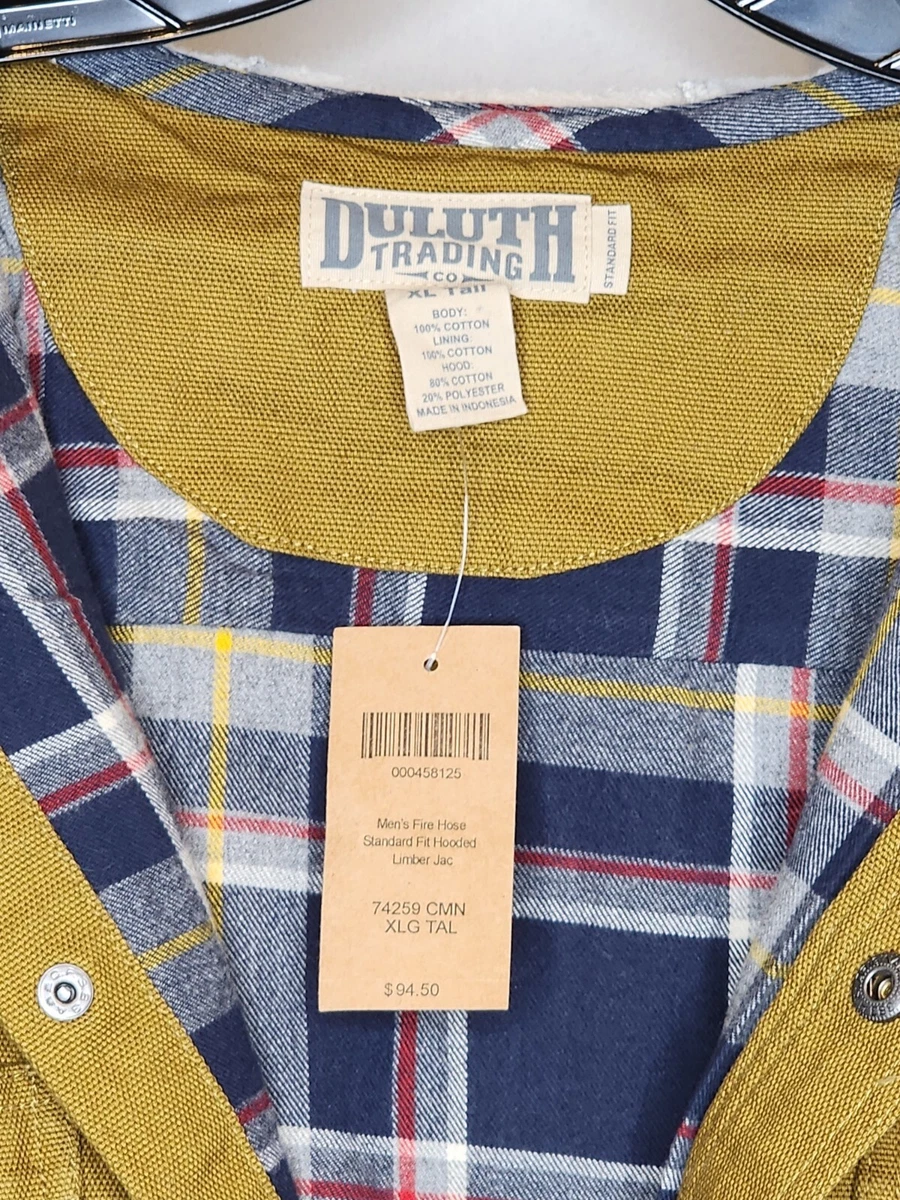 MAINETTI
DULUTH
TRADING
CO
STANDARD FIT
XL Tall
BODY:
100% COTTON
LINING:
100% COTTON
HOOD:
80% COTTON
20% POLYESTER
MADE IN INDONESIA
000458125
Men's Fire Hose
Standard Fit Hooded
Limber Jac
74259 CMN
XLG TAL
$94.50